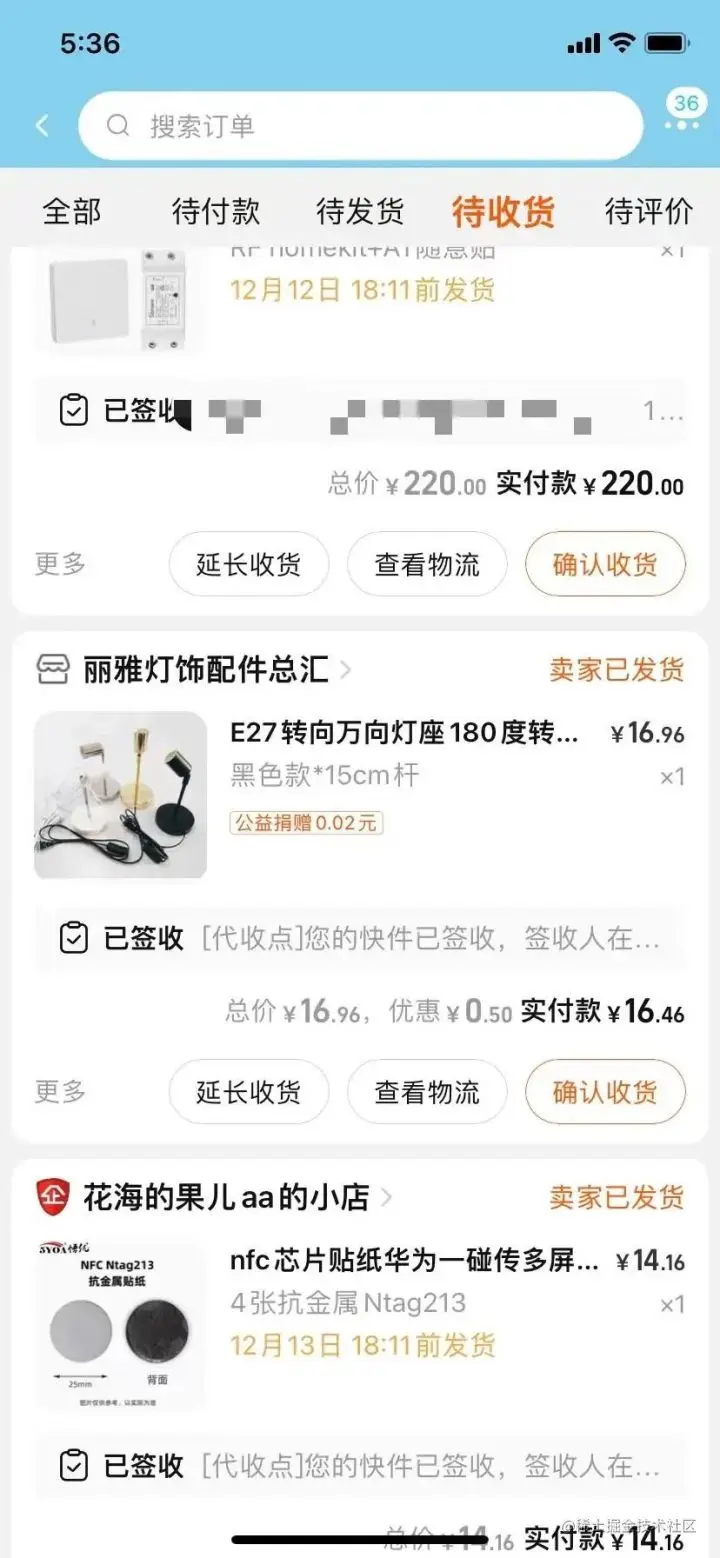 5:36
搜索订单
36
全部 待付款 待发货 待收货 待评价
RF homekit+A1随意贴 ×1
12月12日 18:11前发货
已签收 1...
总价¥220.00 实付款¥220.00
更多 延长收货 查看物流 确认收货
丽雅灯饰配件总汇 卖家已发货
E27转向万向灯座180度转... ¥16.96
黑色款*15cm杆 ×1
公益捐赠0.02元
已签收 [代收点]您的快件已签收，签收人在...
总价¥16.96，优惠¥0.50 实付款¥16.46
更多 延长收货 查看物流 确认收货
企 花海的果儿aa的小店 卖家已发货
NFC Ntag213
抗金属贴纸
25mm
背面
图片仅供参考，以实际为准
nfc芯片贴纸华为一碰传多屏... ¥14.16
4张抗金属Ntag213 ×1
12月13日 18:11前发货
已签收 [代收点]您的快件已签收，签收人在...
总价¥14.16 实付款¥14.16
@稀土掘金技术社区